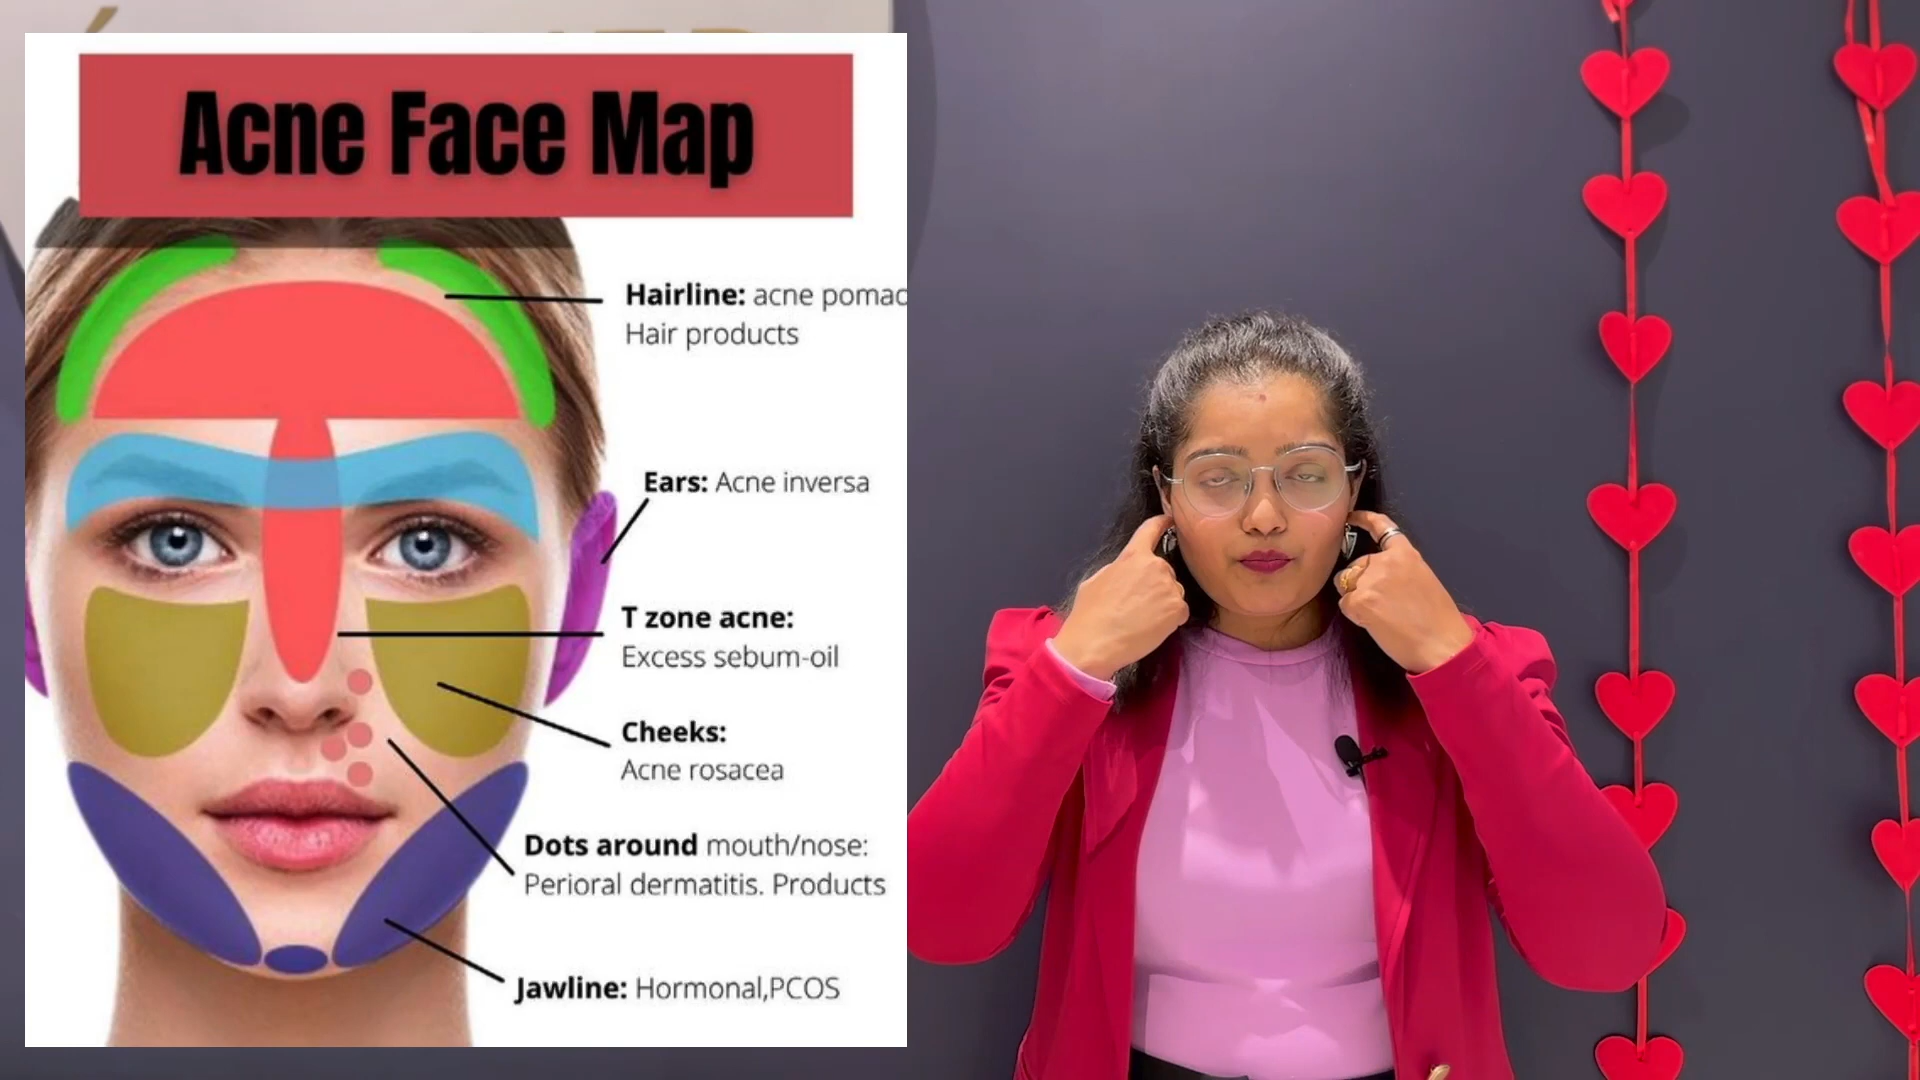 Acne Face Map
Hairline: acne pomad
Hair products
Ears: Acne inversa
T zone acne:
Excess sebum-oil
Cheeks:
Acne rosacea
Dots around mouth/nose:
Perioral dermatitis. Products
Jawline: Hormonal,PCOS